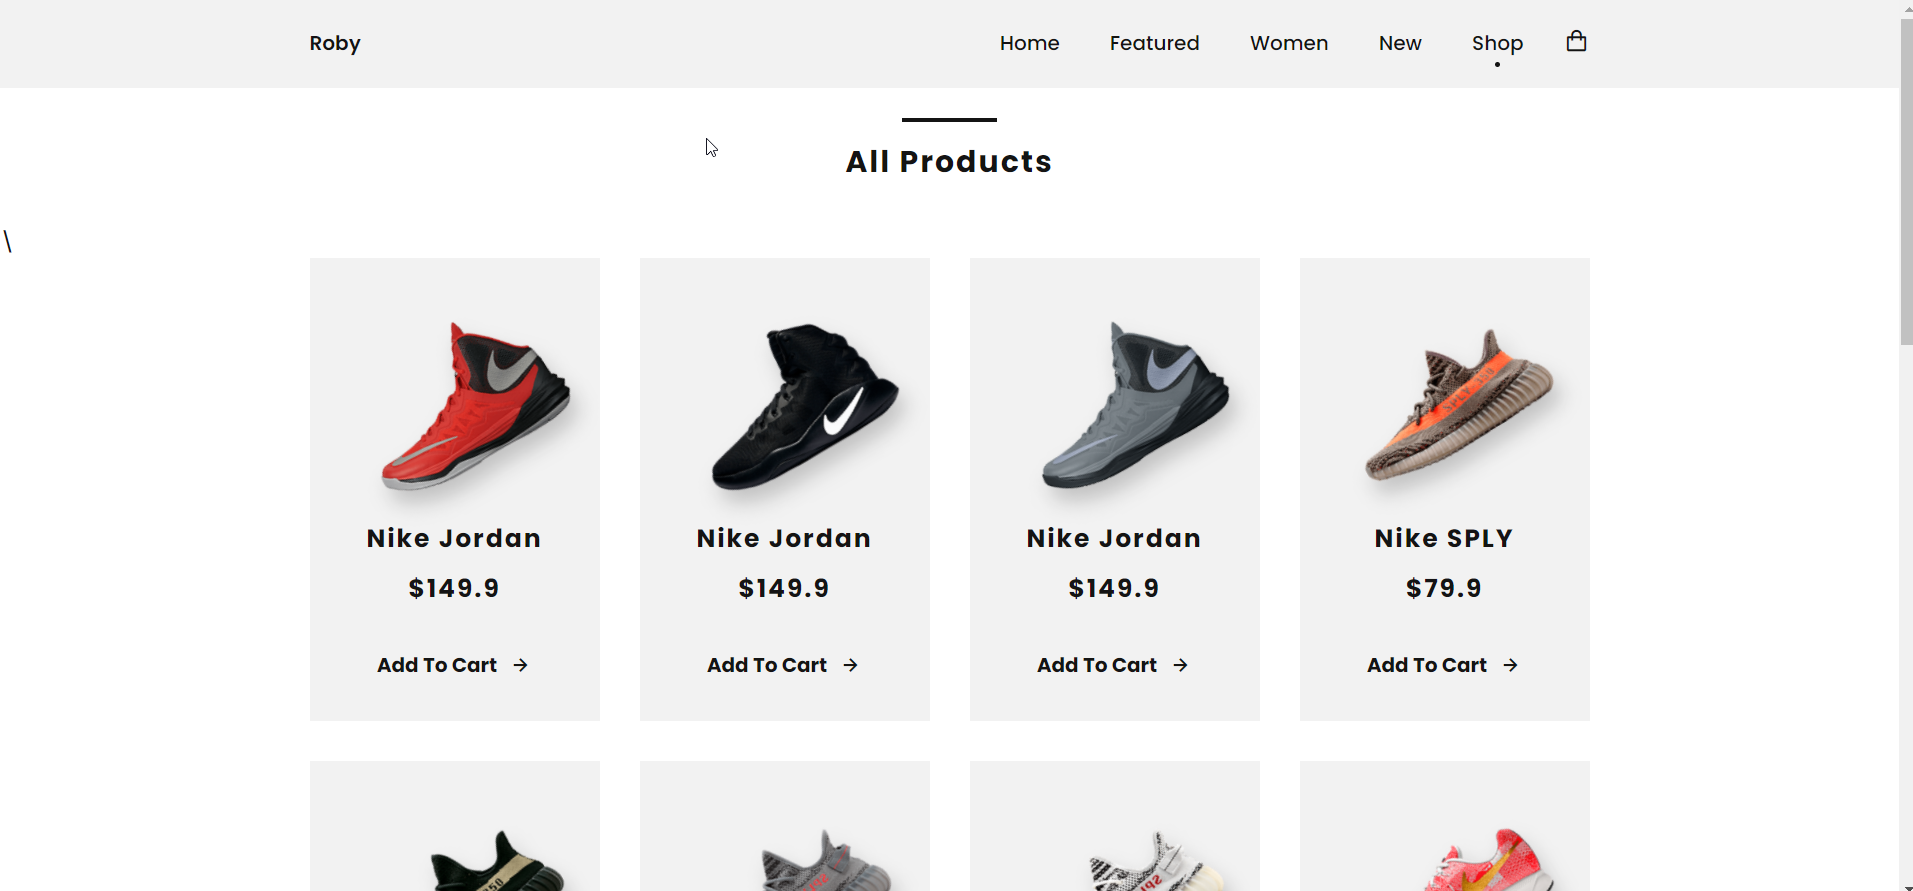 Roby Home Featured Women New Shop
All Products
\
Nike Jordan Nike Jordan Nike Jordan Nike SPLY
$149.9 $149.9 $149.9 $79.9
Add To Cart → Add To Cart → Add To Cart → Add To Cart →